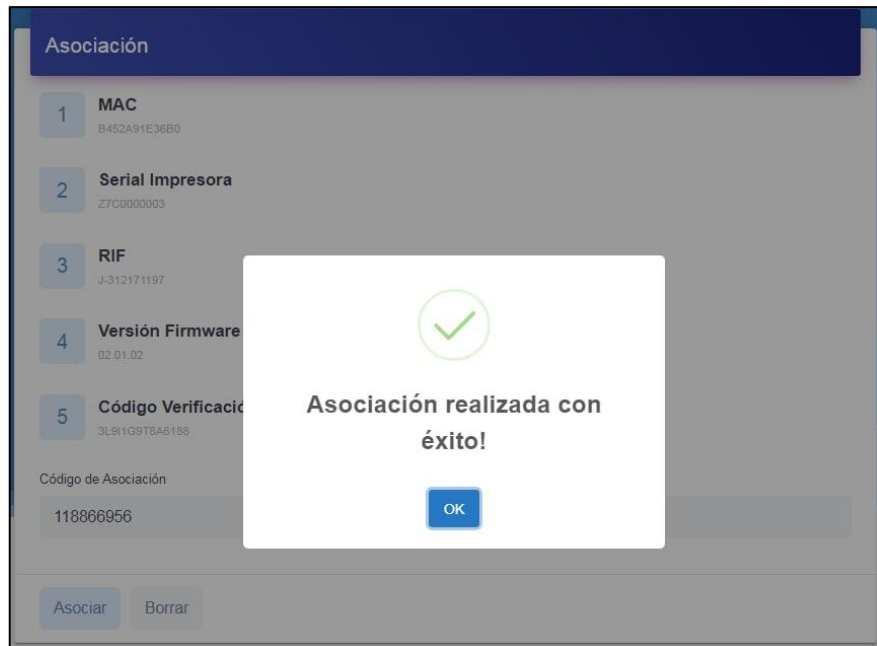 Asociación
1
MAC
B452A91E36B0
2
Serial Impresora
Z7C0000003
3
RIF
J-312171197
4
Versión Firmware
02.01.02
5
Código Verificació
3L9I1G9T8A6188
Código de Asociación
118866956
Asociar
Borrar
Asociación realizada con
éxito!
OK